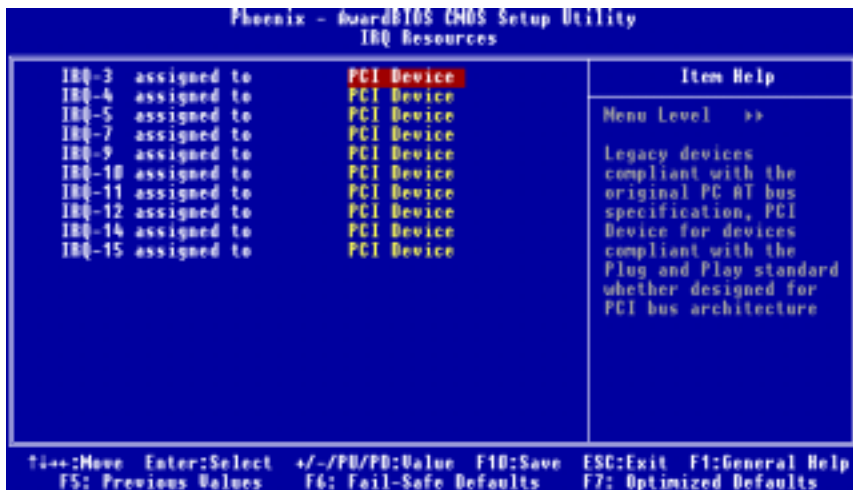 Phoenix - AwardBIOS CMOS Setup Utility
IRQ Resources
IRQ-3 assigned to PCI Device
IRQ-4 assigned to PCI Device
IRQ-5 assigned to PCI Device
IRQ-7 assigned to PCI Device
IRQ-9 assigned to PCI Device
IRQ-10 assigned to PCI Device
IRQ-11 assigned to PCI Device
IRQ-12 assigned to PCI Device
IRQ-14 assigned to PCI Device
IRQ-15 assigned to PCI Device
Item Help
Menu Level ►►
Legacy devices
compliant with the
original PC AT bus
specification, PCI
Device for devices
compliant with the
Plug and Play standard
whether designed for
PCI bus architecture
↑↓→←:Move Enter:Select +/-/PU/PD:Value F10:Save ESC:Exit F1:General Help
F5: Previous Values F6: Fail-Safe Defaults F7: Optimized Defaults